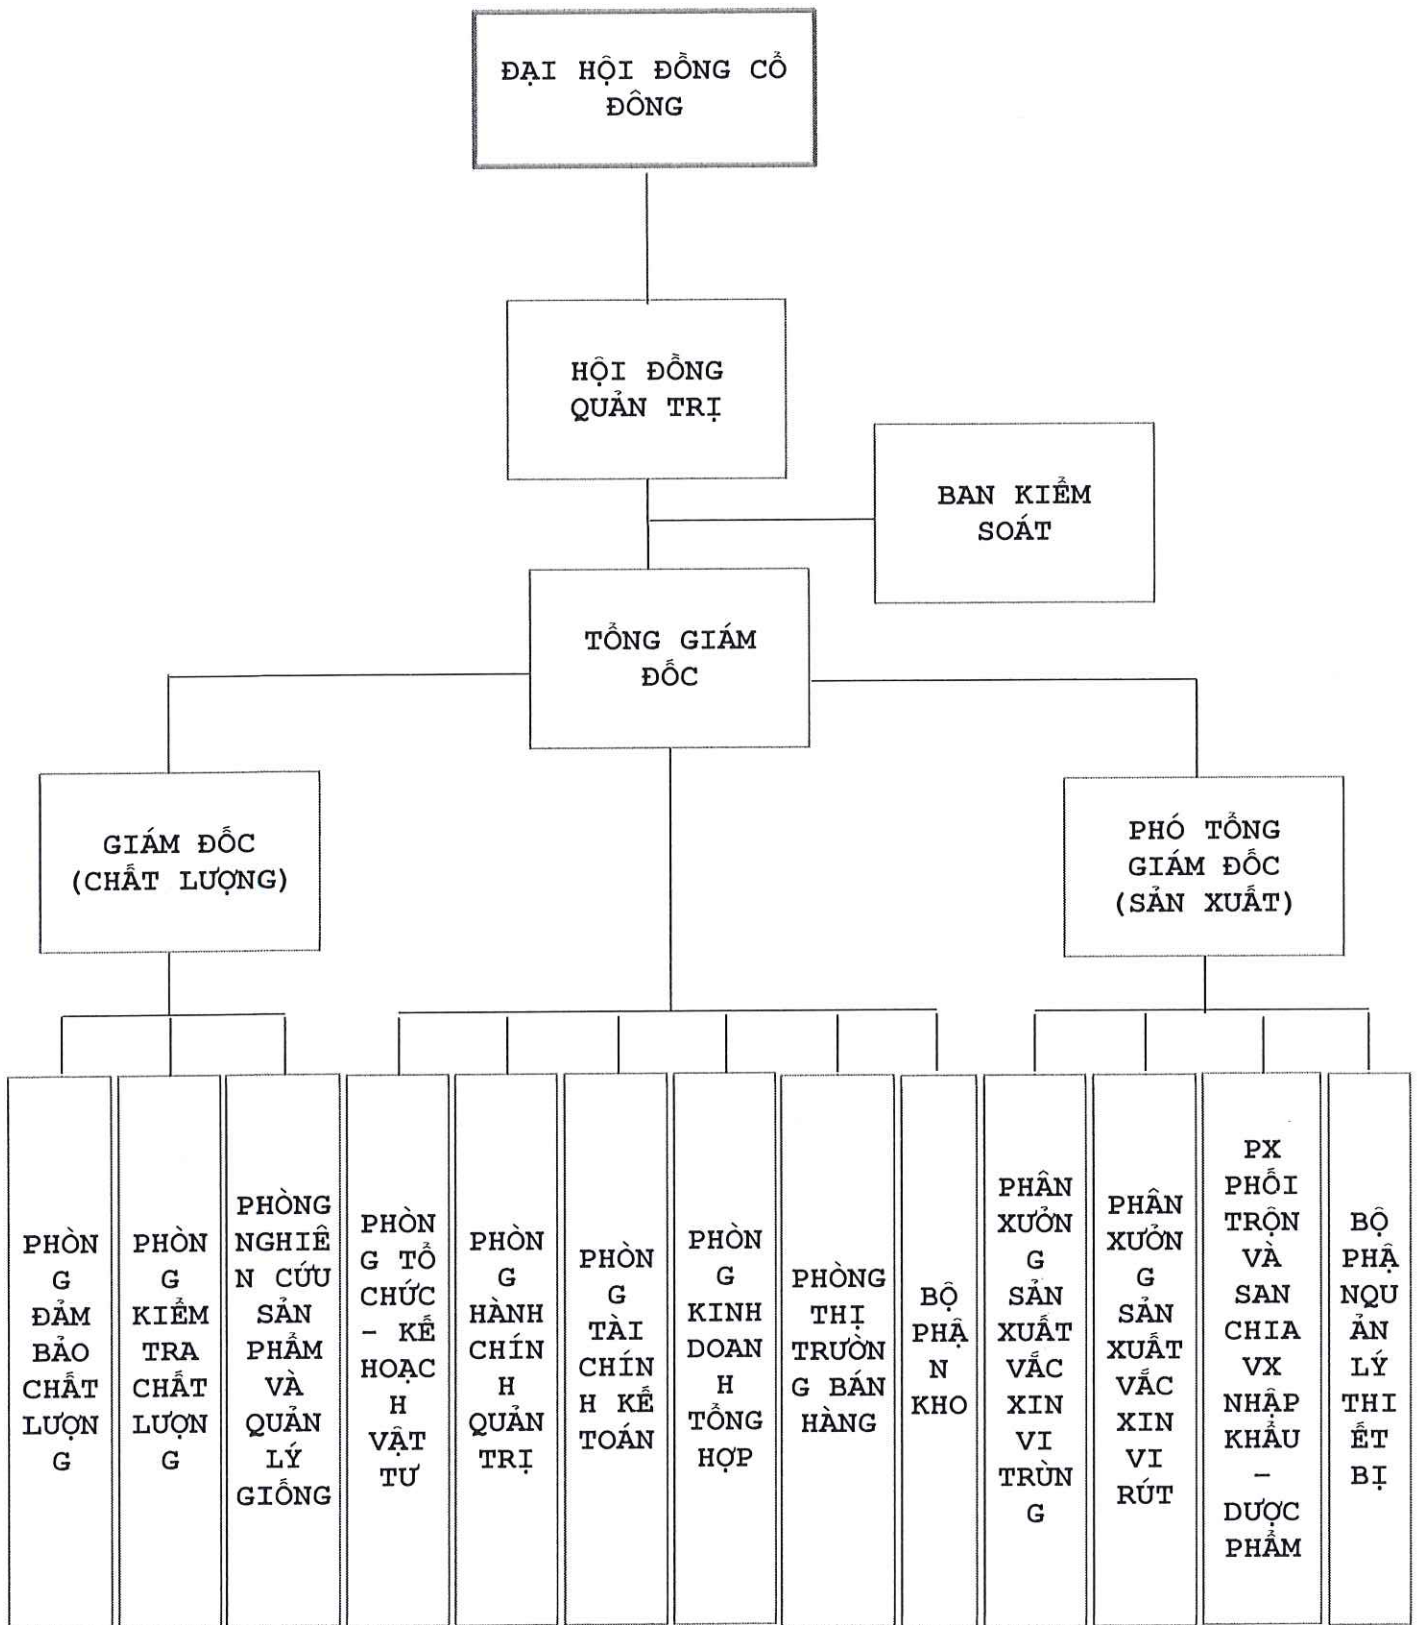 ĐẠI HỘI ĐỒNG CỔ
ĐÔNG
HỘI ĐỒNG
QUẢN TRỊ
BAN KIỂM
SOÁT
TỔNG GIÁM
ĐỐC
GIÁM ĐỐC
(CHẤT LƯỢNG)
PHÓ TỔNG
GIÁM ĐỐC
(SẢN XUẤT)
PHÒN
G
ĐẢM
BẢO
CHẤT
LƯỢN
G
PHÒN
G
KIỂM
TRA
CHẤT
LƯỢN
G
PHÒNG
NGHIÊ
N CỨU
SẢN
PHẨM
VÀ
QUẢN
LÝ
GIỐNG
PHÒN
G TỔ
CHỨC
- KẾ
HOẠC
H
VẬT
TƯ
PHÒN
G
HÀNH
CHÍN
H
QUẢN
TRỊ
PHÒN
G
TÀI
CHÍN
H KẾ
TOÁN
PHÒN
G
KINH
DOAN
H
TỔNG
HỢP
PHÒNG
THỊ
TRƯỜN
G BÁN
HÀNG
BỘ
PHẬ
N
KHO
PHÂN
XƯỞN
G
SẢN
XUẤT
VẮC
XIN
VI
TRÙN
G
PHÂN
XƯỞN
G
SẢN
XUẤT
VẮC
XIN
VI
RÚT
PX
PHỐI
TRỘN
VÀ
SAN
CHIA
VX
NHẬP
KHẨU
-
DƯỢC
PHẨM
BỘ
PHẬ
NQU
ẢN
LÝ
THI
ẾT
BỊ